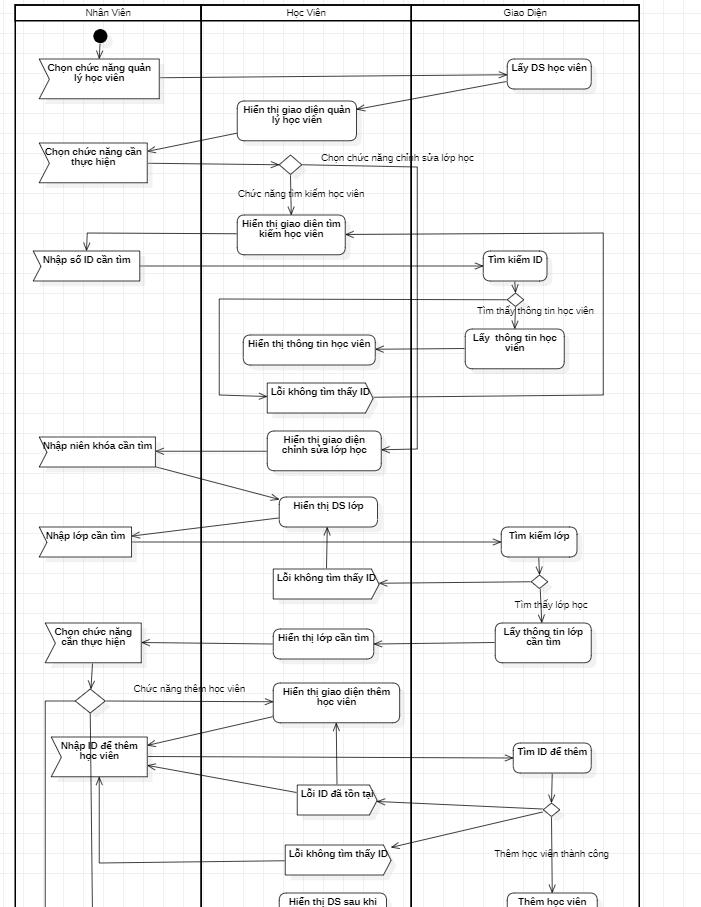 Nhân Viên
Học Viên
Giao Diện
Chọn chức năng quản
lý học viên
Lấy DS học viên
Hiển thị giao diện quản
lý học viên
Chọn chức năng cần
thực hiện
Chọn chức năng chỉnh sửa lớp học
Chức năng tìm kiếm học viên
Hiển thị giao diện tìm
kiếm học viên
Nhập số ID cần tìm
Tìm kiếm ID
Tìm thấy thông tin học viên
Hiển thị thông tin học viên
Lấy thông tin học
viên
Lỗi không tìm thấy ID
Nhập niên khóa cần tìm
Hiển thị giao diện
chỉnh sửa lớp học
Hiển thị DS lớp
Nhập lớp cần tìm
Tìm kiếm lớp
Lỗi không tìm thấy ID
Tìm thấy lớp học
Chọn chức năng
cần thực hiện
Hiển thị lớp cần tìm
Lấy thông tin lớp
cần tìm
Chức năng thêm học viên
Hiển thị giao diện thêm
học viên
Nhập ID để thêm
học viên
Tìm ID để thêm
Lỗi ID đã tồn tại
Lỗi không tìm thấy ID
Thêm học viên thành công
Hiển thị DS sau khi
Thêm học viên